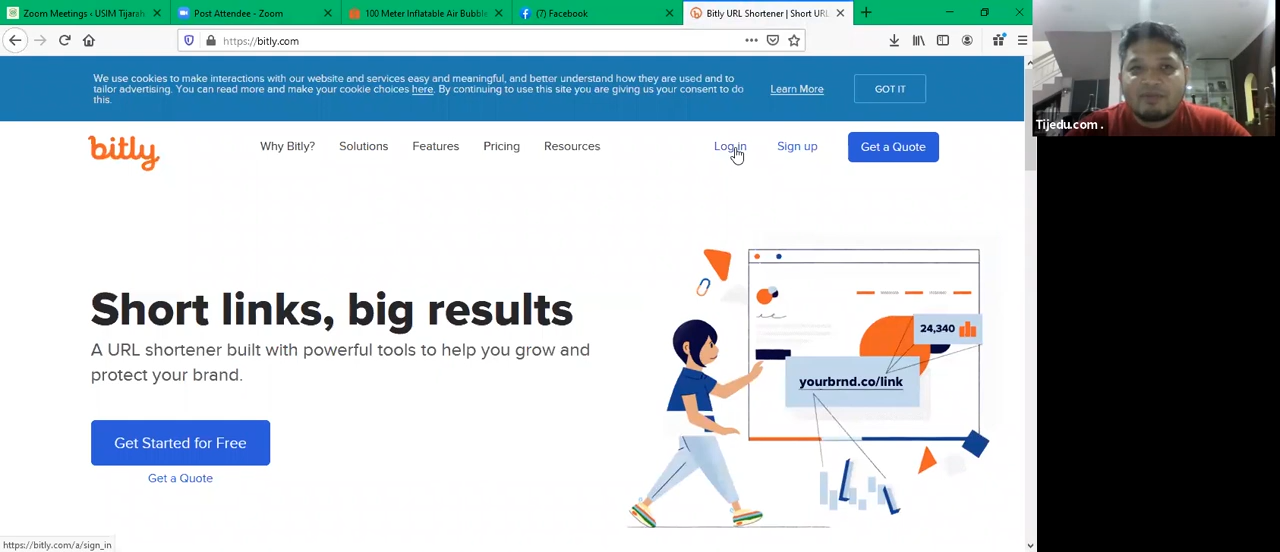 Zoom Meetings ‹ USIM Tijarah
Post Attendee - Zoom
100 Meter Inflatable Air Bubble
(7) Facebook
Bitly URL Shortener | Short URL
https://bitly.com
We use cookies to make interactions with our website and services easy and meaningful, and better understand how they are used and to
tailor advertising. You can read more and make your cookie choices here. By continuing to use this site you are giving us your consent to do
this.
Learn More
GOT IT
Tijedu.com .
bitly
Why Bitly?
Solutions
Features
Pricing
Resources
Log in
Sign up
Get a Quote
Short links, big results
A URL shortener built with powerful tools to help you grow and
protect your brand.
24,340
yourbrnd.co/link
Get Started for Free
Get a Quote
https://bitly.com/a/sign_in